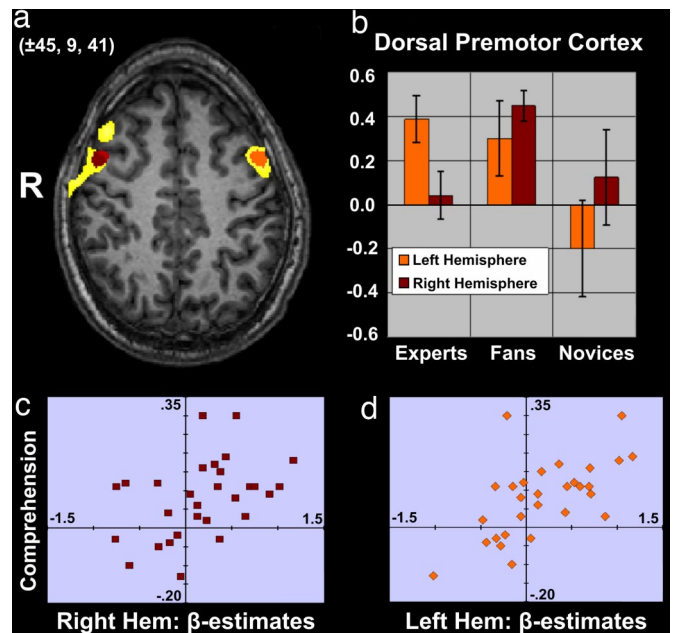 a
(±45, 9, 41)
R
b
Dorsal Premotor Cortex
0.6
0.4
0.2
0.0
-0.2
-0.4
-0.6
Left Hemisphere
Right Hemisphere
Experts Fans Novices
c
Comprehension
.35
-1.5 1.5
-.20
Right Hem: β-estimates
d
.35
-1.5 1.5
-.20
Left Hem: β-estimates